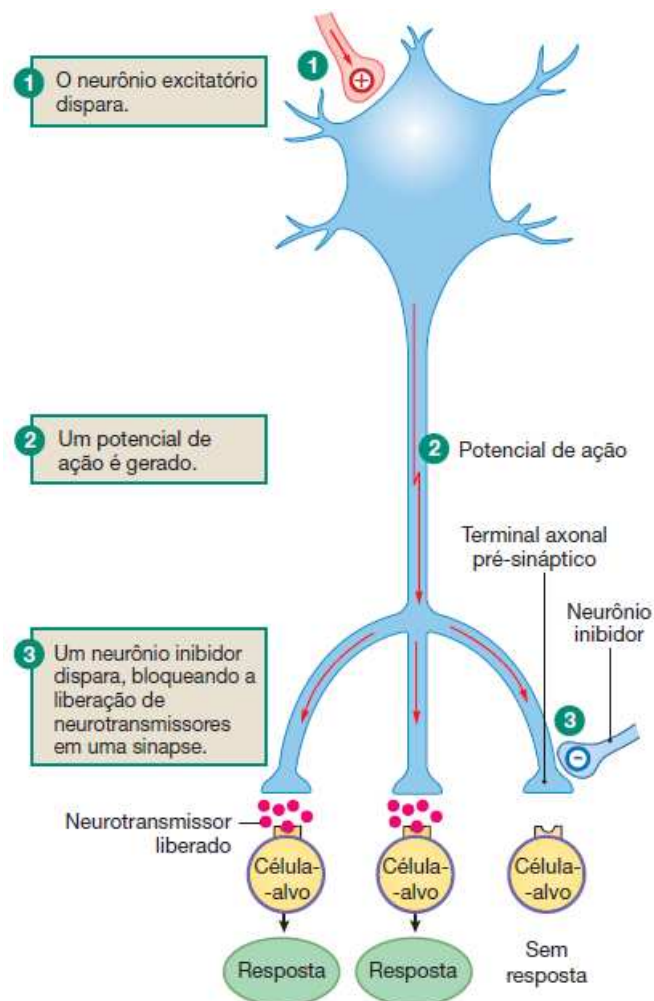 1
O neurônio excitatório
dispara.
1
+
2
Um potencial de
ação é gerado.
2
Potencial de ação
Terminal axonal
pré-sináptico
Neurônio
inibidor
3
Um neurônio inibidor
dispara, bloqueando a
liberação de
neurotransmissores
em uma sinapse.
3
-
Neurotransmissor
liberado
Célula-
-alvo
Célula-
-alvo
Célula-
-alvo
Resposta
Resposta
Sem
resposta